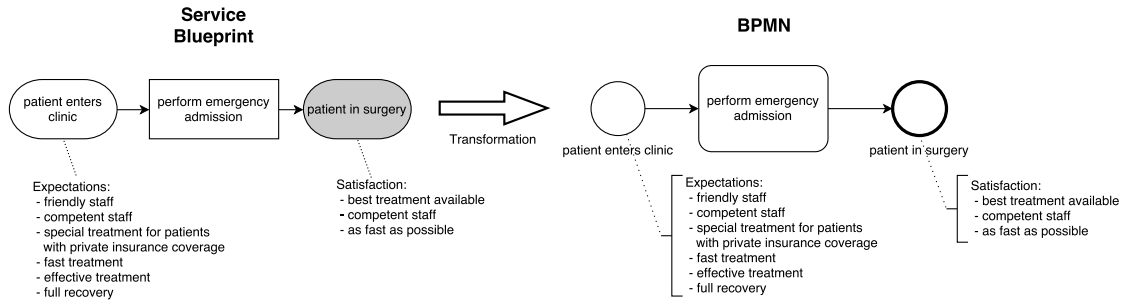 Service
Blueprint
patient enters
clinic
perform emergency
admission
patient in surgery
Expectations:
- friendly staff
- competent staff
- special treatment for patients
with private insurance coverage
- fast treatment
- effective treatment
- full recovery
Satisfaction:
- best treatment available
- competent staff
- as fast as possible
Transformation
BPMN
patient enters clinic
perform emergency
admission
patient in surgery
Expectations:
- friendly staff
- competent staff
- special treatment for patients
with private insurance coverage
- fast treatment
- effective treatment
- full recovery
Satisfaction:
- best treatment available
- competent staff
- as fast as possible